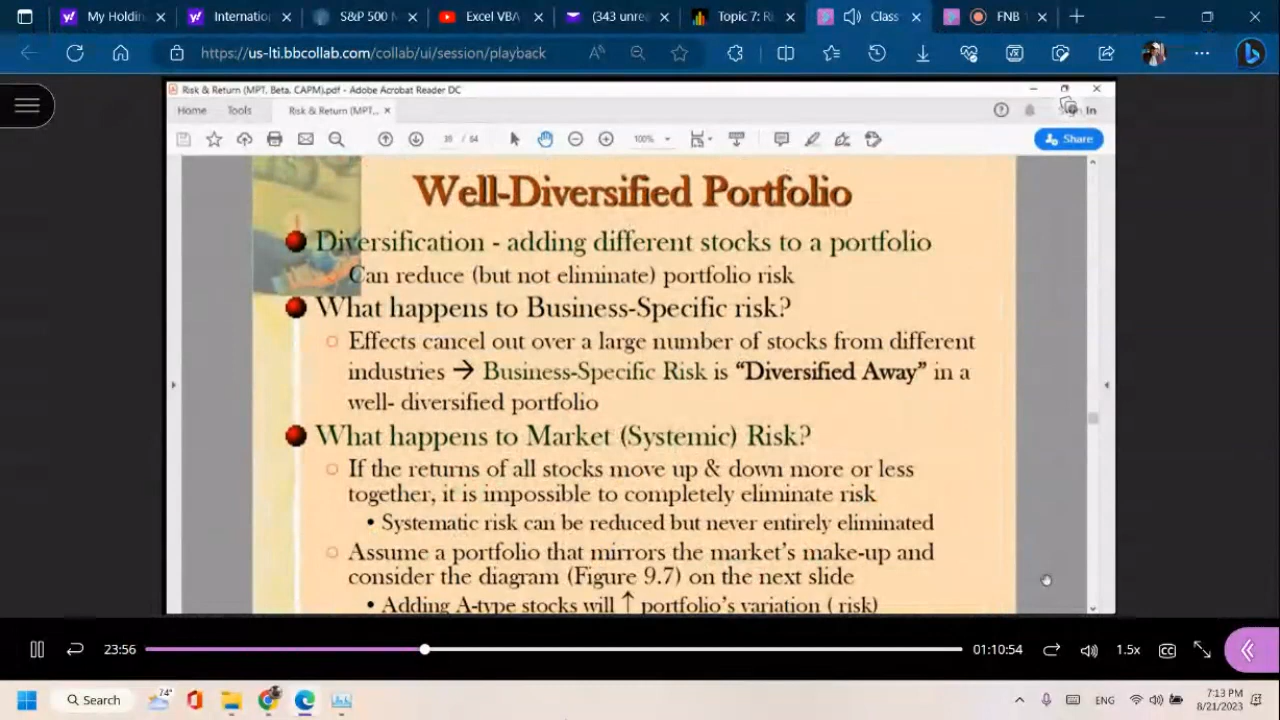 My Holdin
Internatio
S&P 500 M
Excel VBA
(343 unrea
Topic 7: Ri
Class
FNB 1
https://us-lti.bbcollab.com/collab/ui/session/playback
Risk & Return (MPT, Beta, CAPM).pdf - Adobe Acrobat Reader DC
Home Tools Risk & Return (MPT...
In
/ 64 100% Share
Well-Diversified Portfolio
Diversification - adding different stocks to a portfolio
Can reduce (but not eliminate) portfolio risk
What happens to Business-Specific risk?
Effects cancel out over a large number of stocks from different
industries → Business-Specific Risk is “Diversified Away” in a
well- diversified portfolio
What happens to Market (Systemic) Risk?
If the returns of all stocks move up & down more or less
together, it is impossible to completely eliminate risk
• Systematic risk can be reduced but never entirely eliminated
Assume a portfolio that mirrors the market’s make-up and
consider the diagram (Figure 9.7) on the next slide
• Adding A-type stocks will ↑ portfolio’s variation ( risk)
23:56 01:10:54 1.5x CC
Search 74° ENG 7:13 PM
8/21/2023